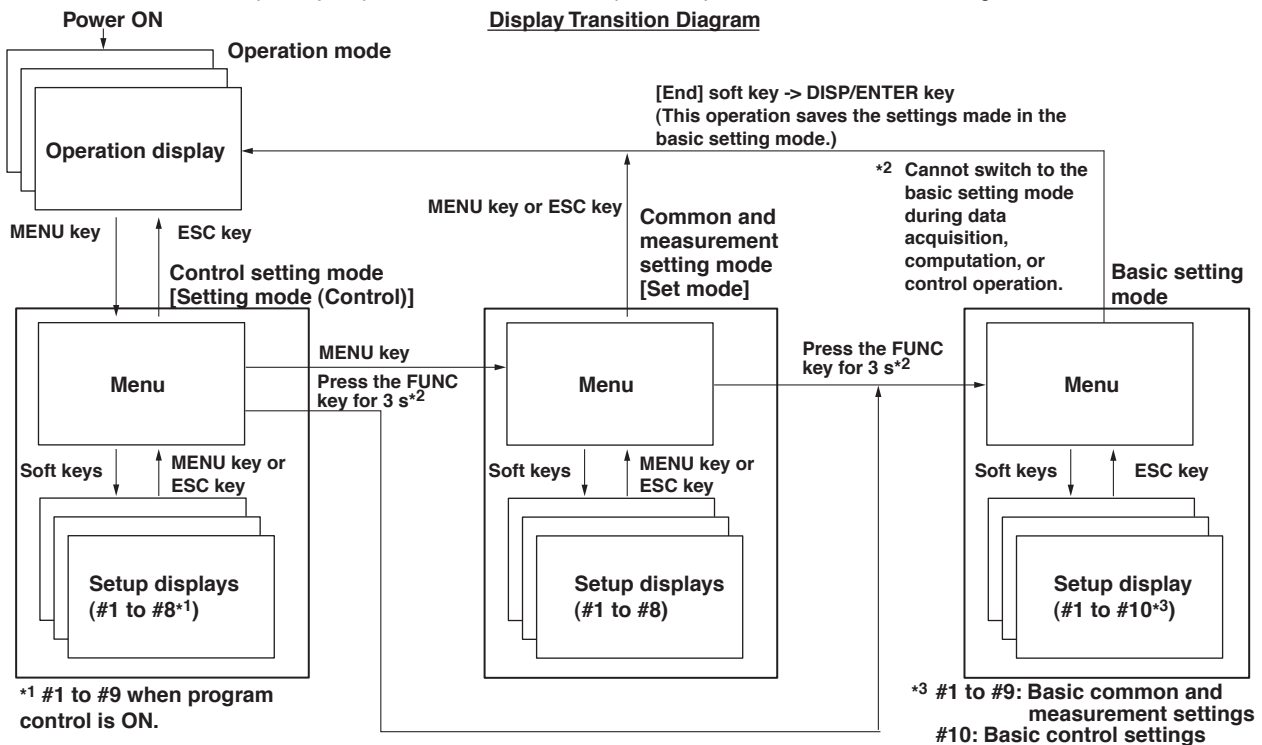 Display Transition Diagram
Power ON
Operation mode
Operation display
[End] soft key -> DISP/ENTER key
(This operation saves the settings made in the
basic setting mode.)
*2 Cannot switch to the
basic setting mode
during data
acquisition,
computation, or
control operation.
MENU key
ESC key
MENU key or ESC key
Control setting mode
[Setting mode (Control)]
Common and
measurement
setting mode
[Set mode]
Basic setting
mode
Menu
MENU key
Press the FUNC
key for 3 s*2
Menu
Press the FUNC
key for 3 s*2
Menu
Soft keys
MENU key or
ESC key
Soft keys
MENU key or
ESC key
Soft keys
ESC key
Setup displays
(#1 to #8*1)
Setup displays
(#1 to #8)
Setup display
(#1 to #10*3)
*1 #1 to #9 when program
control is ON.
*3 #1 to #9: Basic common and
measurement settings
#10: Basic control settings